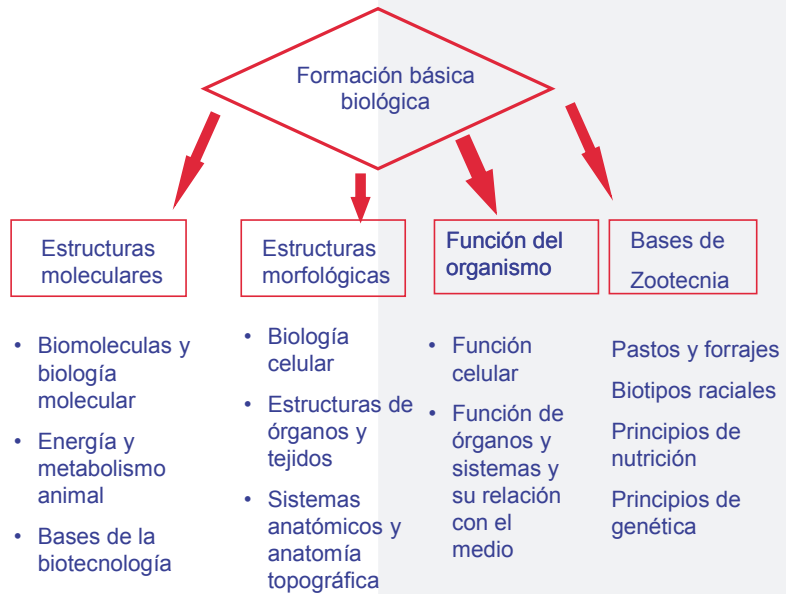 Formación básica
biológica
Estructuras
moleculares
Estructuras
morfológicas
Función del
organismo
Bases de
Zootecnia
• Biomoleculas y
biología
molecular
• Energía y
metabolismo
animal
• Bases de la
biotecnología
• Biología
celular
• Estructuras de
órganos y
tejidos
• Sistemas
anatómicos y
anatomía
topográfica
• Función
celular
• Función de
órganos y
sistemas y
su relación
con el
medio
Pastos y forrajes
Biotipos raciales
Principios de
nutrición
Principios de
genética